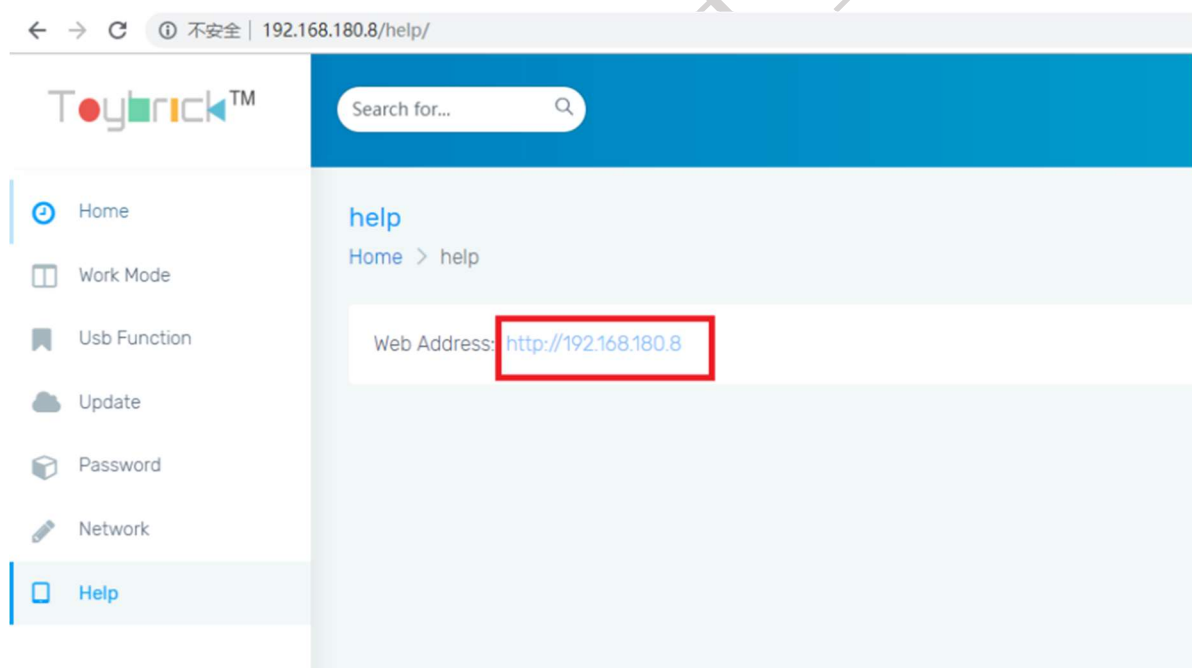 不安全 | 192.168.180.8/help/
Toybrick™
Search for...
Home
Work Mode
Usb Function
Update
Password
Network
Help
help
Home > help
Web Address: http://192.168.180.8